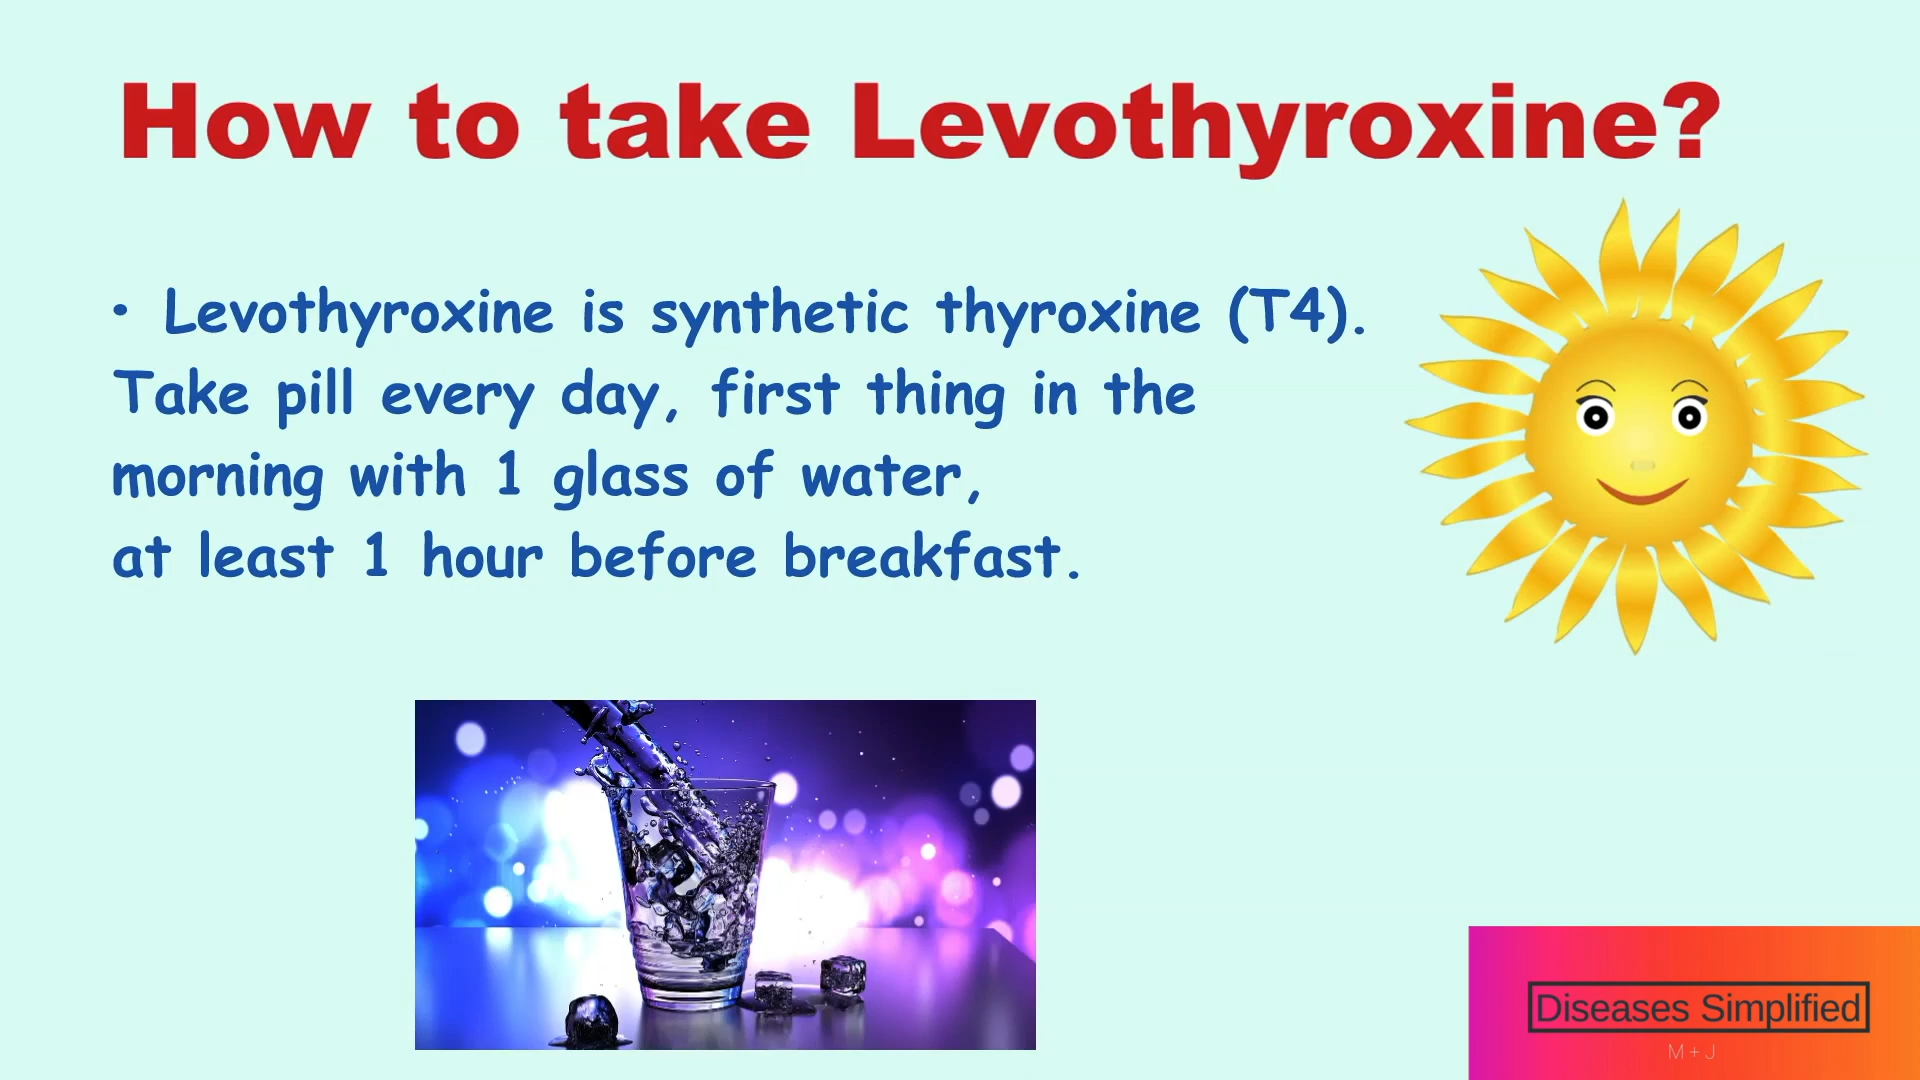 How to take Levothyroxine?
• Levothyroxine is synthetic thyroxine (T4).
Take pill every day, first thing in the
morning with 1 glass of water,
at least 1 hour before breakfast.
Diseases Simplified
M + J